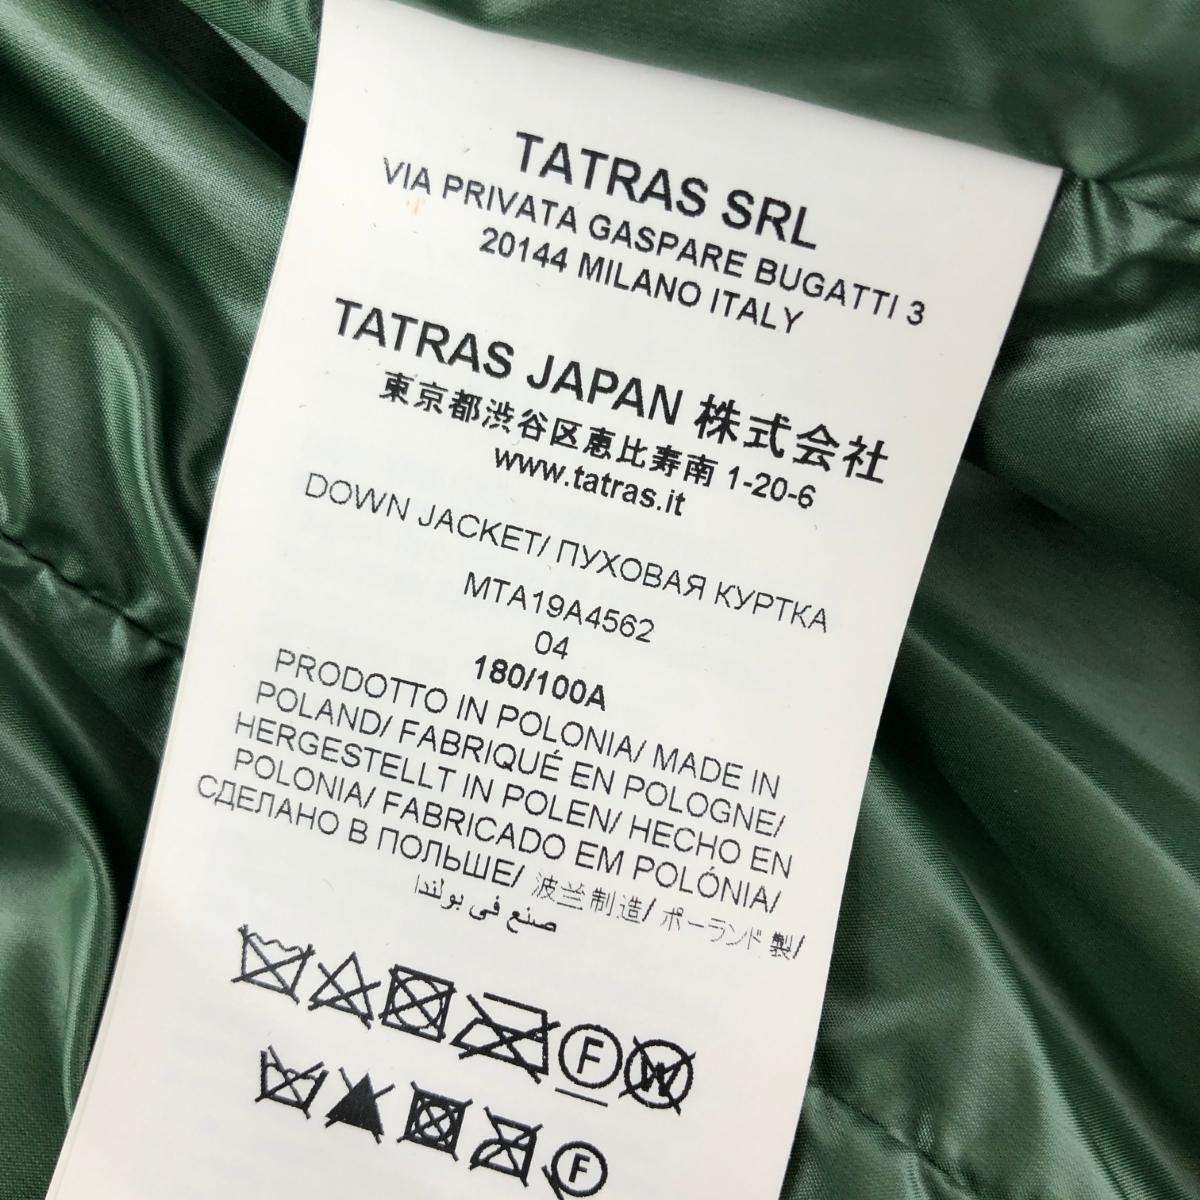 TATRAS SRL
VIA PRIVATA GASPARE BUGATTI 3
20144 MILANO ITALY
TATRAS JAPAN 株式会社
東京都渋谷区恵比寿南 1-20-6
www.tatras.it
DOWN JACKET/ ПУХОВАЯ КУРТКА
MTA19A4562
04
180/100A
PRODOTTO IN POLONIA/ MADE IN
POLAND/ FABRIQUÉ EN POLOGNE/
HERGESTELLT IN POLEN/ HECHO EN
POLONIA/ FABRICADO EM POLÓNIA/
СДЕЛАНО В ПОЛЬШЕ/ 波兰制造/ ポーランド製/
صنع في بولندا
F W
F